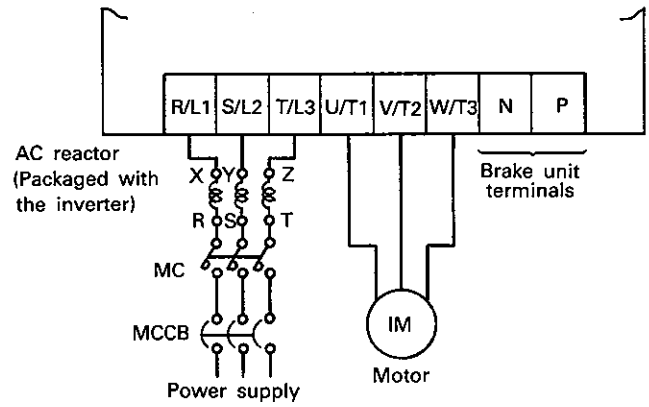 R/L1 S/L2 T/L3 U/T1 V/T2 W/T3 N P
AC reactor
(Packaged with
the inverter)
X Y Z
Brake unit
terminals
R S T
MC
MCCB
IM
Motor
Power supply